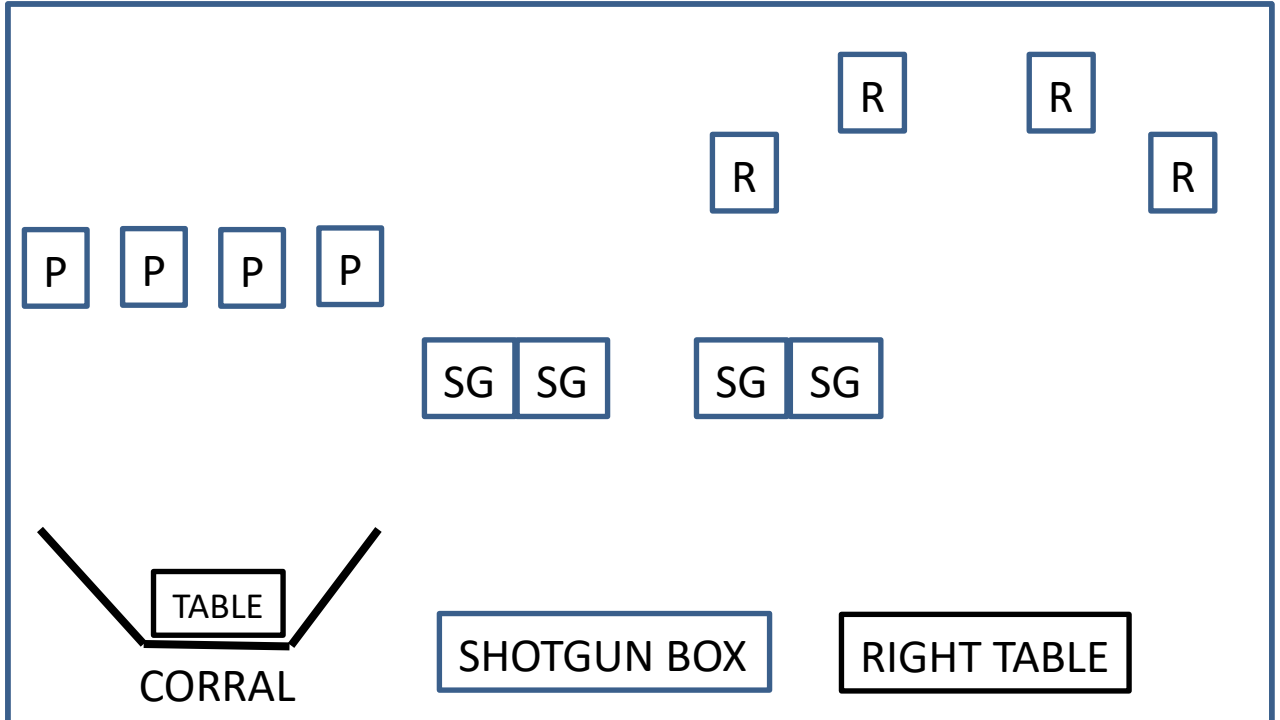 R R
R R
P P P P
SG SG SG SG
TABLE
SHOTGUN BOX RIGHT TABLE
CORRAL